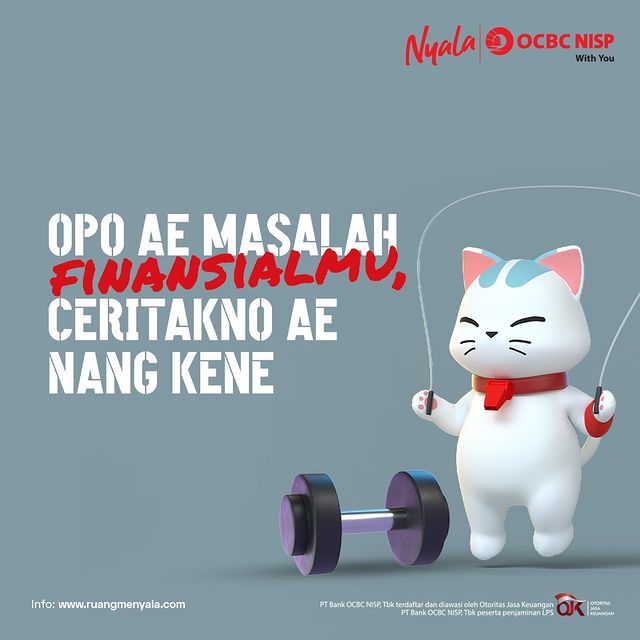 Nyala OCBC NISP
With You
OPO AE MASALAH
FINANSIALMU,
CERITAKNO AE
NANG KENE
Info: www.ruangmenyala.com
PT Bank OCBC NISP, Tbk terdaftar dan diawasi oleh Otoritas Jasa Keuangan
PT Bank OCBC NISP, Tbk peserta penjaminan LPS
OJK OTORITAS
JASA
KEUANGAN